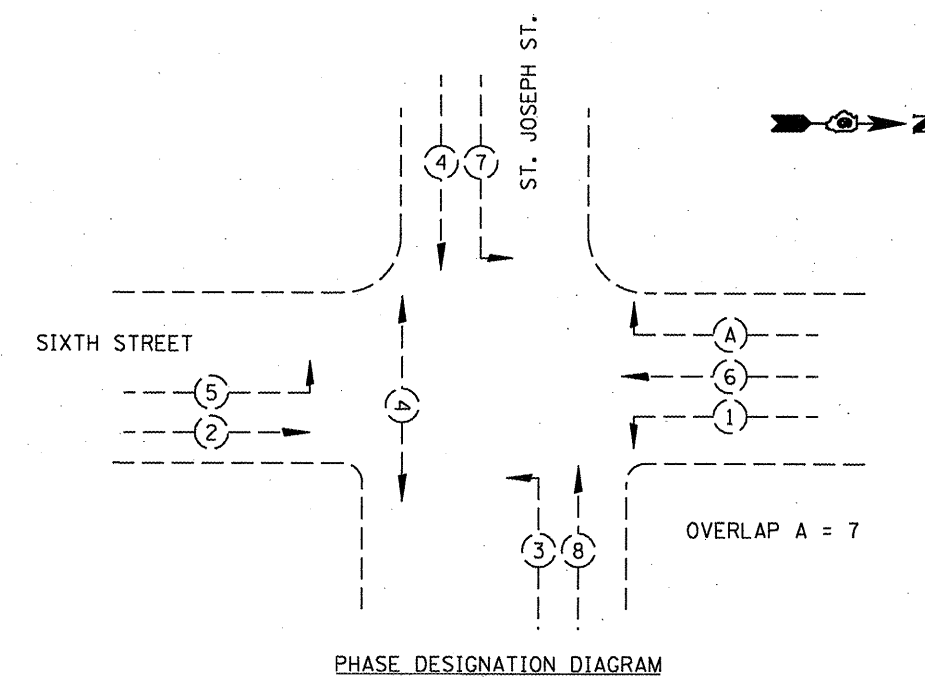 ST. JOSEPH ST.
N
4
7
SIXTH STREET
A
5
6
4
1
2
OVERLAP A = 7
3
8
PHASE DESIGNATION DIAGRAM